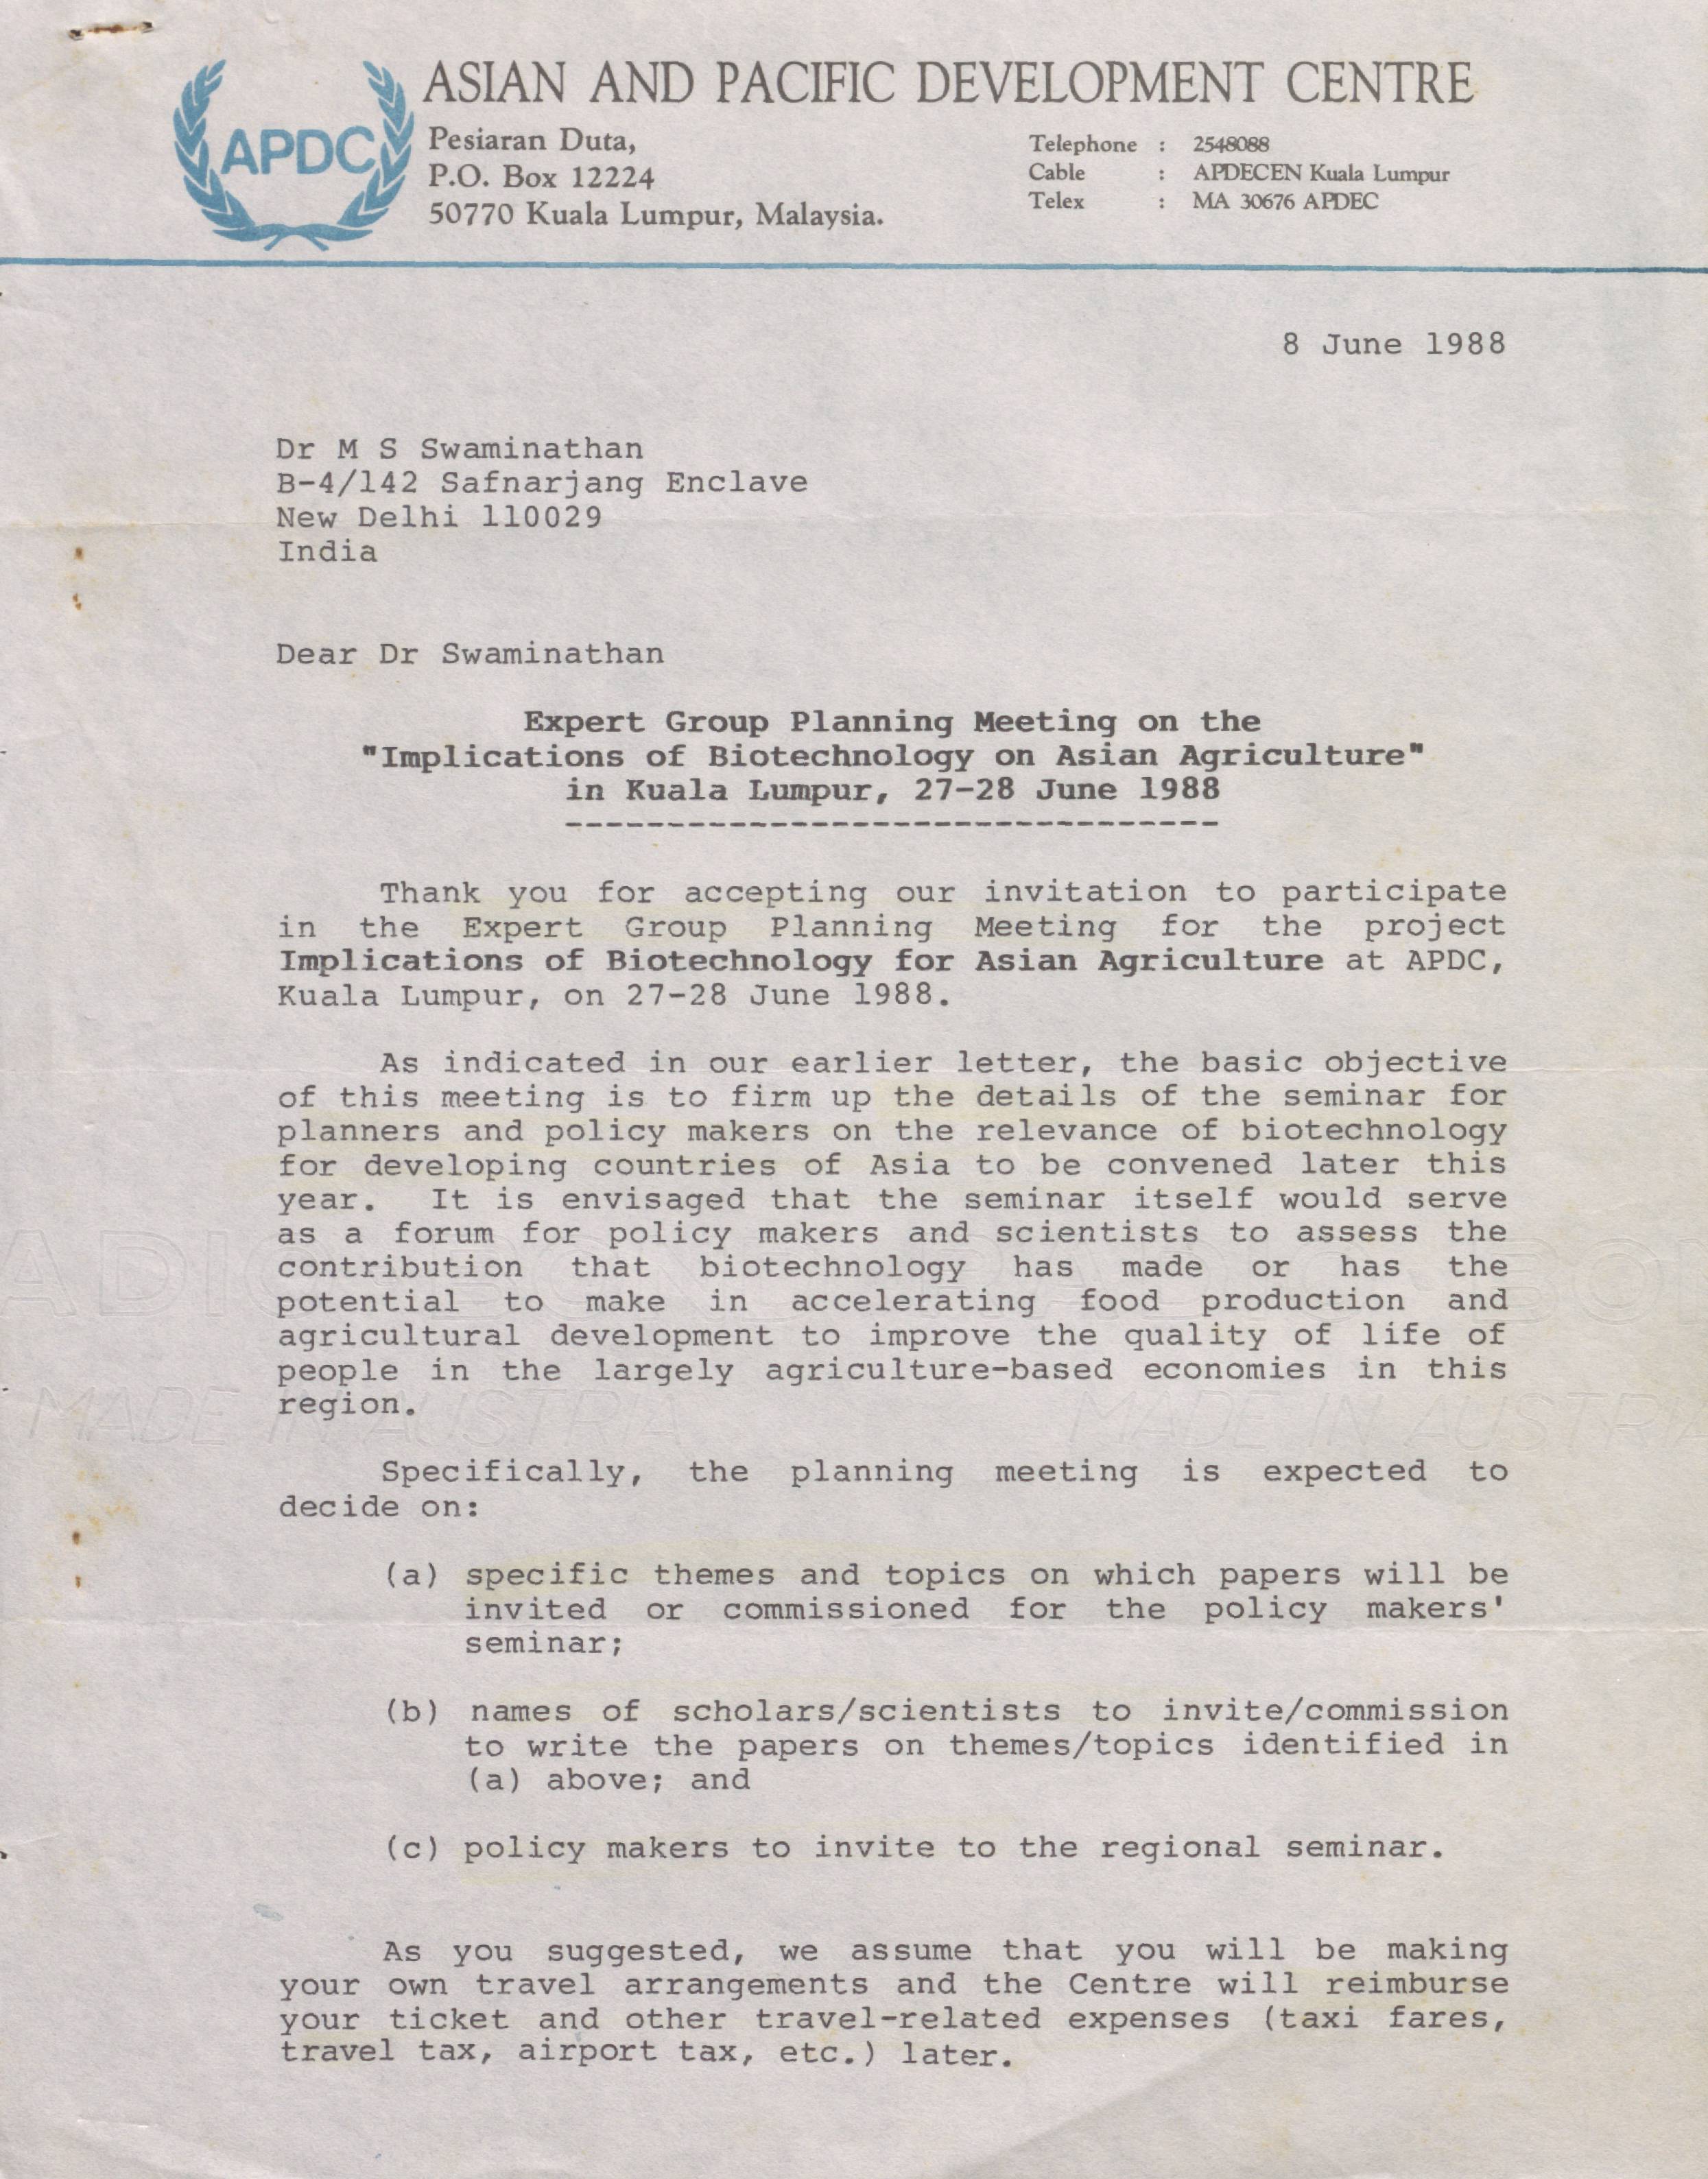 APDC
ASIAN AND PACIFIC DEVELOPMENT CENTRE
Pesiaran Duta,
P.O. Box 12224
50770 Kuala Lumpur, Malaysia.
Telephone : 2548088
Cable : APDECEN Kuala Lumpur
Telex : MA 30676 APDEC
8 June 1988
Dr M S Swaminathan
B-4/142 Safnarjang Enclave
New Delhi 110029
India
Dear Dr Swaminathan
Expert Group Planning Meeting on the
"Implications of Biotechnology on Asian Agriculture"
in Kuala Lumpur, 27-28 June 1988
--------------------------------
Thank you for accepting our invitation to participate
in the Expert Group Planning Meeting for the project
Implications of Biotechnology for Asian Agriculture at APDC,
Kuala Lumpur, on 27-28 June 1988.
As indicated in our earlier letter, the basic objective
of this meeting is to firm up the details of the seminar for
planners and policy makers on the relevance of biotechnology
for developing countries of Asia to be convened later this
year. It is envisaged that the seminar itself would serve
as a forum for policy makers and scientists to assess the
contribution that biotechnology has made or has the
potential to make in accelerating food production and
agricultural development to improve the quality of life of
people in the largely agriculture-based economies in this
region.
MADE IN AUSTRIA MADE IN AUSTRIA
Specifically, the planning meeting is expected to
decide on:
(a) specific themes and topics on which papers will be
invited or commissioned for the policy makers'
seminar;
(b) names of scholars/scientists to invite/commission
to write the papers on themes/topics identified in
(a) above; and
(c) policy makers to invite to the regional seminar.
As you suggested, we assume that you will be making
your own travel arrangements and the Centre will reimburse
your ticket and other travel-related expenses (taxi fares,
travel tax, airport tax, etc.) later.